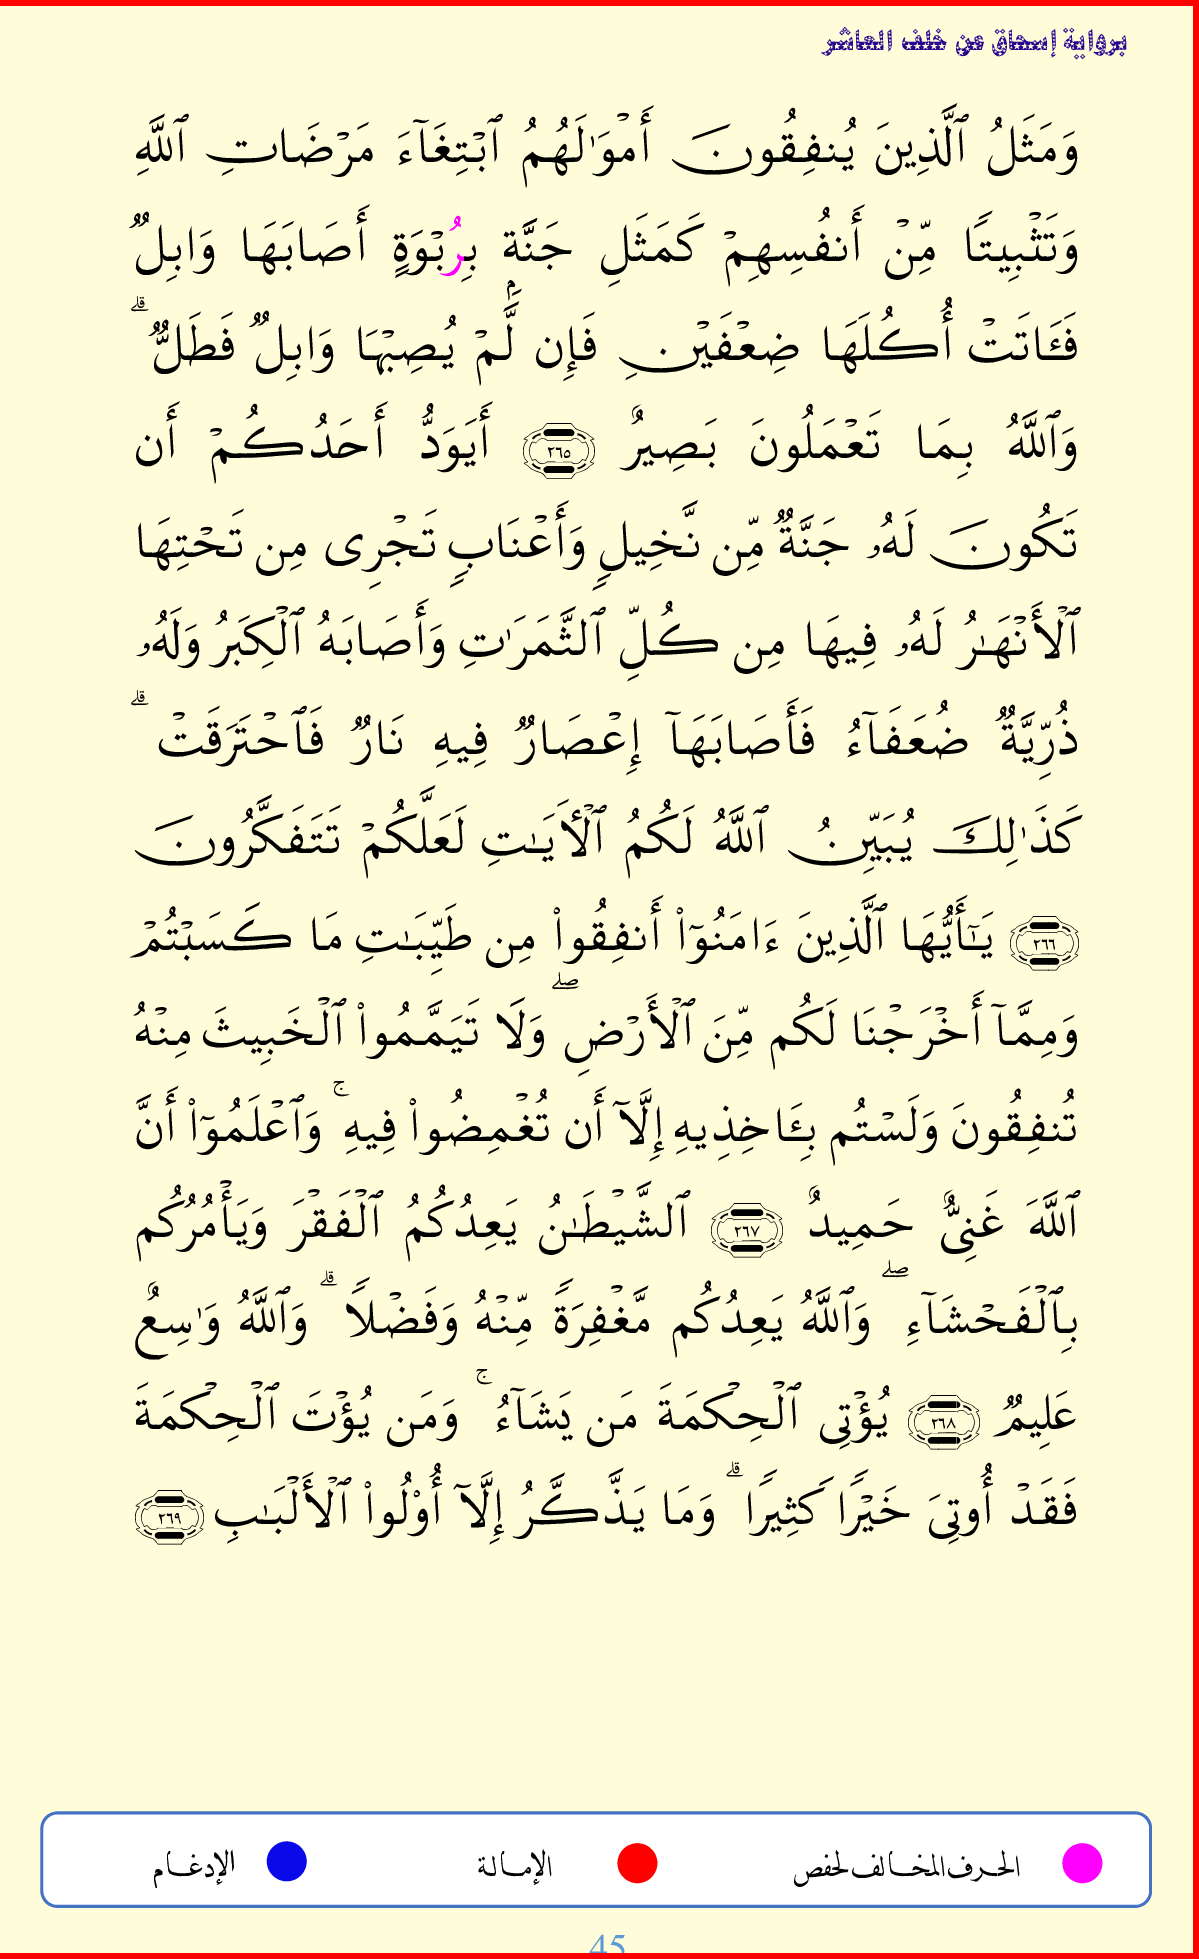 برواية إسحاق عن خلف العاشر
وَمَثَلُ ٱلَّذِينَ يُنفِقُونَ أَمۡوَٰلَهُمُ ٱبۡتِغَآءَ مَرۡضَاتِ ٱللَّهِ
وَتَثۡبِيتٗا مِّنۡ أَنفُسِهِمۡ كَمَثَلِ جَنَّةِۭ بِرُبۡوَةٍ أَصَابَهَا وَابِلٞ
فَـَٔاتَتۡ أُكُلَهَا ضِعۡفَيۡنِ فَإِن لَّمۡ يُصِبۡهَا وَابِلٞ فَطَلّٞۗ
وَٱللَّهُ بِمَا تَعۡمَلُونَ بَصِيرٌ ٢٦٥ أَيَوَدُّ أَحَدُكُمۡ أَن
تَكُونَ لَهُۥ جَنَّةٞ مِّن نَّخِيلٖ وَأَعۡنَابٖ تَجۡرِي مِن تَحۡتِهَا
ٱلۡأَنۡهَٰرُ لَهُۥ فِيهَا مِن كُلِّ ٱلثَّمَرَٰتِ وَأَصَابَهُ ٱلۡكِبَرُ وَلَهُۥ
ذُرِّيَّةٞ ضُعَفَآءُ فَأَصَابَهَآ إِعۡصَارٞ فِيهِ نَارٞ فَٱحۡتَرَقَتۡۗ
كَذَٰلِكَ يُبَيِّنُ ٱللَّهُ لَكُمُ ٱلۡأٓيَٰتِ لَعَلَّكُمۡ تَتَفَكَّرُونَ
٢٦٦ يَٰٓأَيُّهَا ٱلَّذِينَ ءَامَنُوٓاْ أَنفِقُواْ مِن طَيِّبَٰتِ مَا كَسَبۡتُمۡ
وَمِمَّآ أَخۡرَجۡنَا لَكُم مِّنَ ٱلۡأَرۡضِۖ وَلَا تَيَمَّمُواْ ٱلۡخَبِيثَ مِنۡهُ
تُنفِقُونَ وَلَسۡتُم بِـَٔاخِذِيهِ إِلَّآ أَن تُغۡمِضُواْ فِيهِۚ وَٱعۡلَمُوٓاْ أَنَّ
ٱللَّهَ غَنِيٌّ حَمِيدٌ ٢٦٧ ٱلشَّيۡطَٰنُ يَعِدُكُمُ ٱلۡفَقۡرَ وَيَأۡمُرُكُم
بِٱلۡفَحۡشَآءِۖ وَٱللَّهُ يَعِدُكُم مَّغۡفِرَةٗ مِّنۡهُ وَفَضۡلٗاۗ وَٱللَّهُ وَٰسِعٌ
عَلِيمٞ ٢٦٨ يُؤۡتِي ٱلۡحِكۡمَةَ مَن يَشَآءُۚ وَمَن يُؤۡتَ ٱلۡحِكۡمَةَ
فَقَدۡ أُوتِيَ خَيۡرٗا كَثِيرٗاۗ وَمَا يَذَّكَّرُ إِلَّآ أُوْلُواْ ٱلۡأَلۡبَٰبِ ٢٦٩
الحرف المخالف لحفص الإمالة الإدغام
45